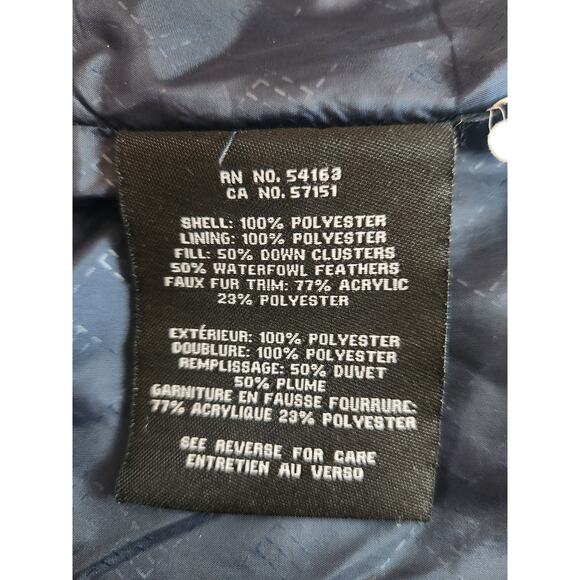 RN NO. 54163
CA NO. 57151
SHELL: 100% POLYESTER
LINING: 100% POLYESTER
FILL: 50% DOWN CLUSTERS
50% WATERFOWL FEATHERS
FAUX FUR TRIM: 77% ACRYLIC
23% POLYESTER
EXTÉRIEUR: 100% POLYESTER
DOUBLURE: 100% POLYESTER
REMPLISSAGE: 50% DUVET
50% PLUME
GARNITURE EN FAUSSE FOURRURE:
77% ACRYLIQUE 23% POLYESTER
SEE REVERSE FOR CARE
ENTRETIEN AU VERSO